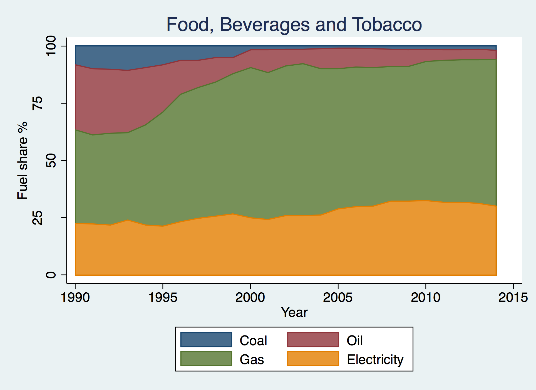 Food, Beverages and Tobacco
Fuel share %
100
75
50
25
0
1990 1995 2000 2005 2010 2015
Year
Coal Oil
Gas Electricity